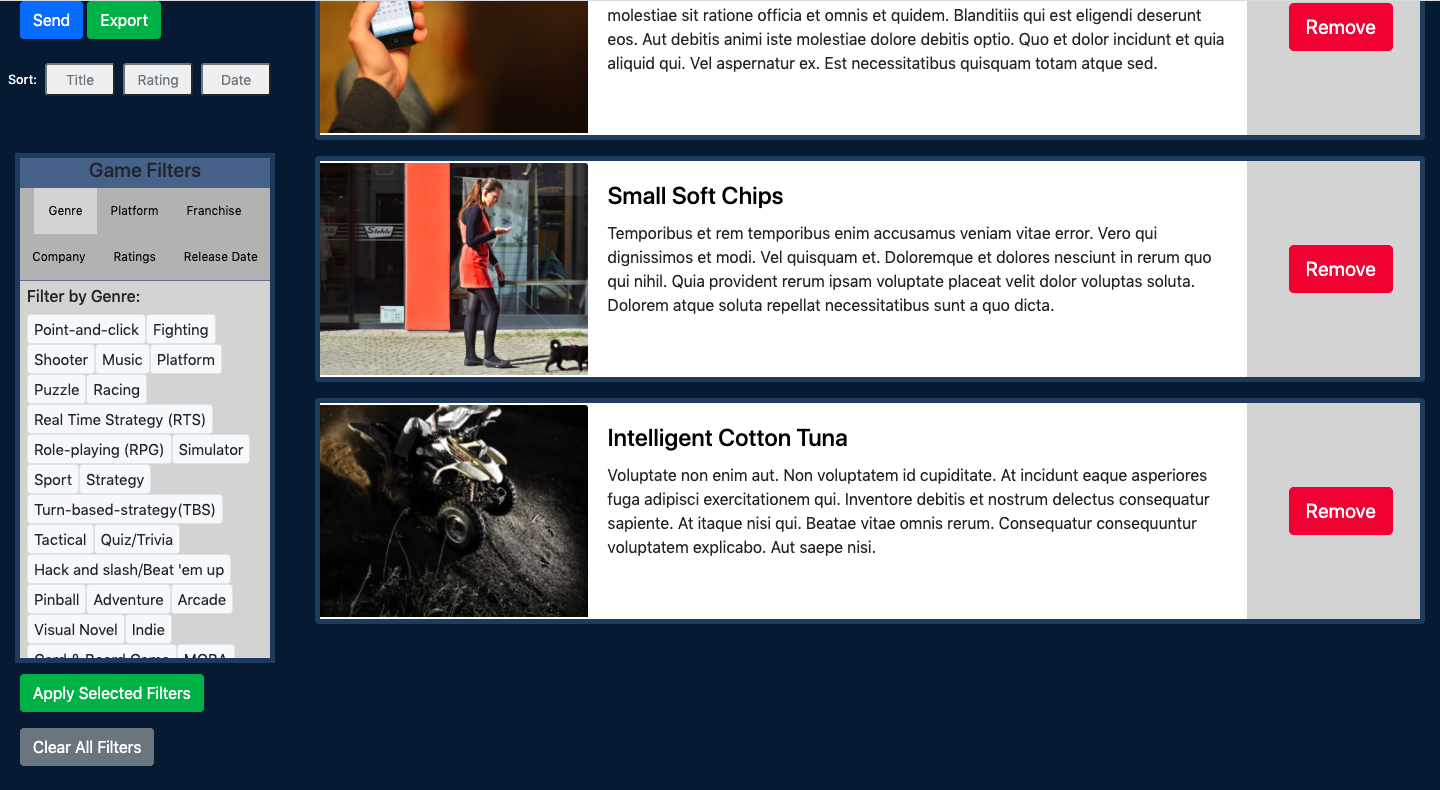 Send
Export
Sort:
Title
Rating
Date
Game Filters
Genre
Platform
Franchise
Company
Ratings
Release Date
Filter by Genre:
Point-and-click
Fighting
Shooter
Music
Platform
Puzzle
Racing
Real Time Strategy (RTS)
Role-playing (RPG)
Simulator
Sport
Strategy
Turn-based-strategy(TBS)
Tactical
Quiz/Trivia
Hack and slash/Beat 'em up
Pinball
Adventure
Arcade
Visual Novel
Indie
Card & Board Game
MOBA
Apply Selected Filters
Clear All Filters
molestiae sit ratione officia et omnis et quidem. Blanditiis qui est eligendi deserunt
eos. Aut debitis animi iste molestiae dolore debitis optio. Quo et dolor incidunt et quia
aliquid qui. Vel aspernatur ex. Est necessitatibus quisquam totam atque sed.
Remove
Small Soft Chips
Temporibus et rem temporibus enim accusamus veniam vitae error. Vero qui
dignissimos et modi. Vel quisquam et. Doloremque et dolores nesciunt in rerum quo
qui nihil. Quia provident rerum ipsam voluptate placeat velit dolor voluptas soluta.
Dolorem atque soluta repellat necessitatibus sunt a quo dicta.
Remove
Intelligent Cotton Tuna
Voluptate non enim aut. Non voluptatem id cupiditate. At incidunt eaque asperiores
fuga adipisci exercitationem qui. Inventore debitis et nostrum delectus consequatur
sapiente. At itaque nisi qui. Beatae vitae omnis rerum. Consequatur consequuntur
voluptatem explicabo. Aut saepe nisi.
Remove